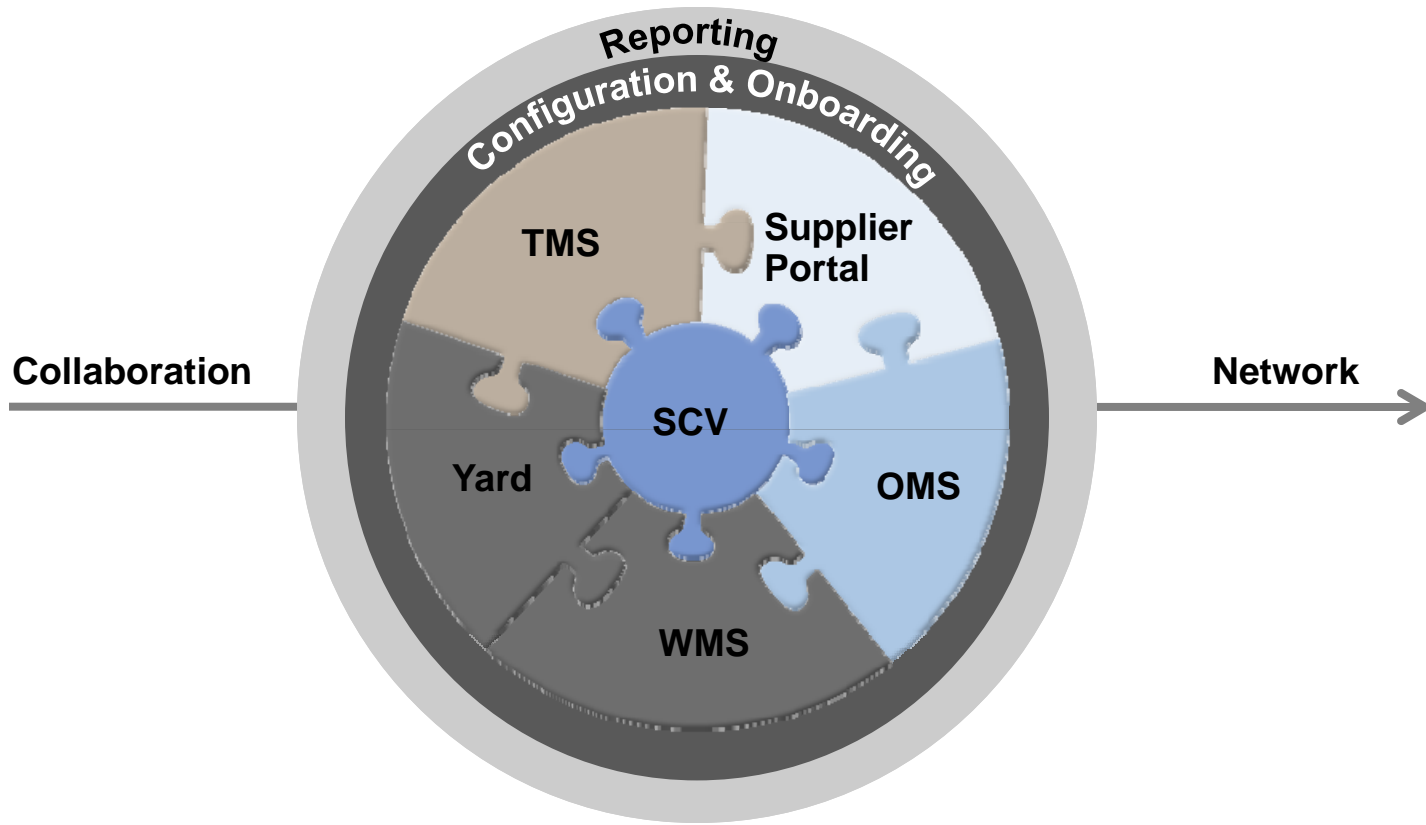 Reporting
Configuration & Onboarding
TMS
Supplier
Portal
Collaboration
Network
SCV
Yard
OMS
WMS